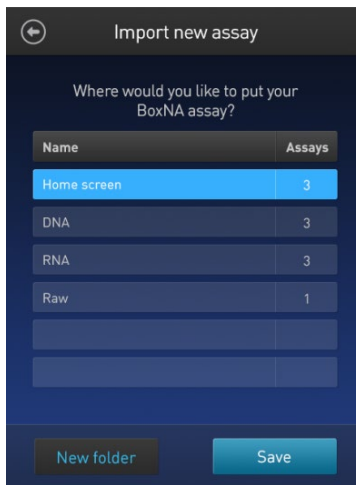 Import new assay
Where would you like to put your
BoxNA assay?
Name Assays
Home screen 3
DNA 3
RNA 3
Raw 1
New folder Save